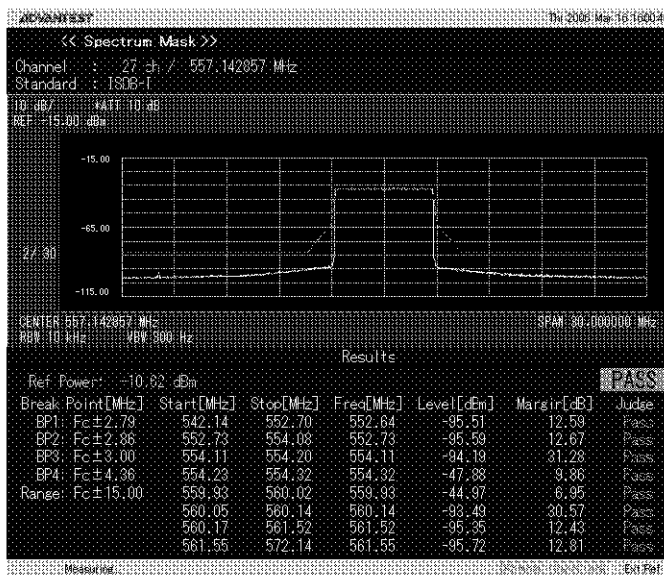 ADVANTEST
<< Spectrum Mask >>
Channel : 27 ch / 557.142857 MHz
Standard : ISDB-T
10 dB/ *ATT 10 dB
REF -15.00 dBm
-15.00
-65.00
27 30
-115.00
CENTER 557.142857 MHz SPAN 30.000000 MHz
RBW 10 kHz VBW 300 Hz
Results
Ref Power: -10.62 dBm PASS
Break Point[MHz] Start[MHz] Stop[MHz] Freq[MHz] Level[dBm] Margin[dB] Judge
BP1: Fc±2.79 542.14 552.70 552.64 -95.51 12.59 Pass
BP2: Fc±2.86 552.73 554.08 552.73 -95.59 12.67 Pass
BP3: Fc±3.00 554.11 554.20 554.11 -94.19 31.28 Pass
BP4: Fc±4.36 554.23 554.32 554.32 -47.88 9.86 Pass
Range: Fc±15.00 559.93 560.02 559.93 -44.97 6.95 Pass
560.05 560.14 560.14 -93.49 30.57 Pass
560.17 561.52 561.52 -95.35 12.43 Pass
561.55 572.14 561.55 -95.72 12.81 Pass
Measuring... Ext Ref